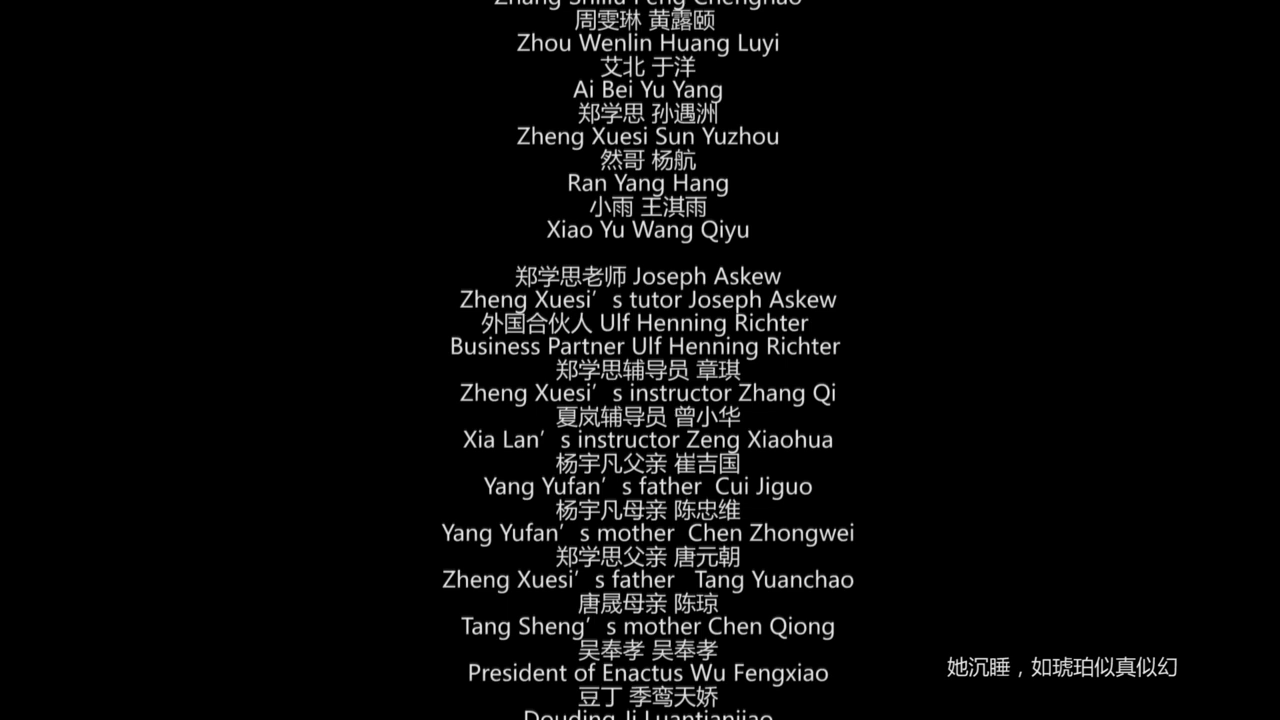 Zhang Shiliu Feng Chenghao
周雯琳 黄露颐
Zhou Wenlin Huang Luyi
艾北 于洋
Ai Bei Yu Yang
郑学思 孙遇洲
Zheng Xuesi Sun Yuzhou
然哥 杨航
Ran Yang Hang
小雨 王淇雨
Xiao Yu Wang Qiyu
郑学思老师 Joseph Askew
Zheng Xuesi’s tutor Joseph Askew
外国合伙人 Ulf Henning Richter
Business Partner Ulf Henning Richter
郑学思辅导员 章琪
Zheng Xuesi’s instructor Zhang Qi
夏岚辅导员 曾小华
Xia Lan’s instructor Zeng Xiaohua
杨宇凡父亲 崔吉国
Yang Yufan’s father Cui Jiguo
杨宇凡母亲 陈忠维
Yang Yufan’s mother Chen Zhongwei
郑学思父亲 唐元朝
Zheng Xuesi’s father Tang Yuanchao
唐晟母亲 陈琼
Tang Sheng’s mother Chen Qiong
吴奉孝 吴奉孝
President of Enactus Wu Fengxiao
她沉睡，如琥珀似真似幻
豆丁 季鸾天娇
Douding Ji Luantianjiao